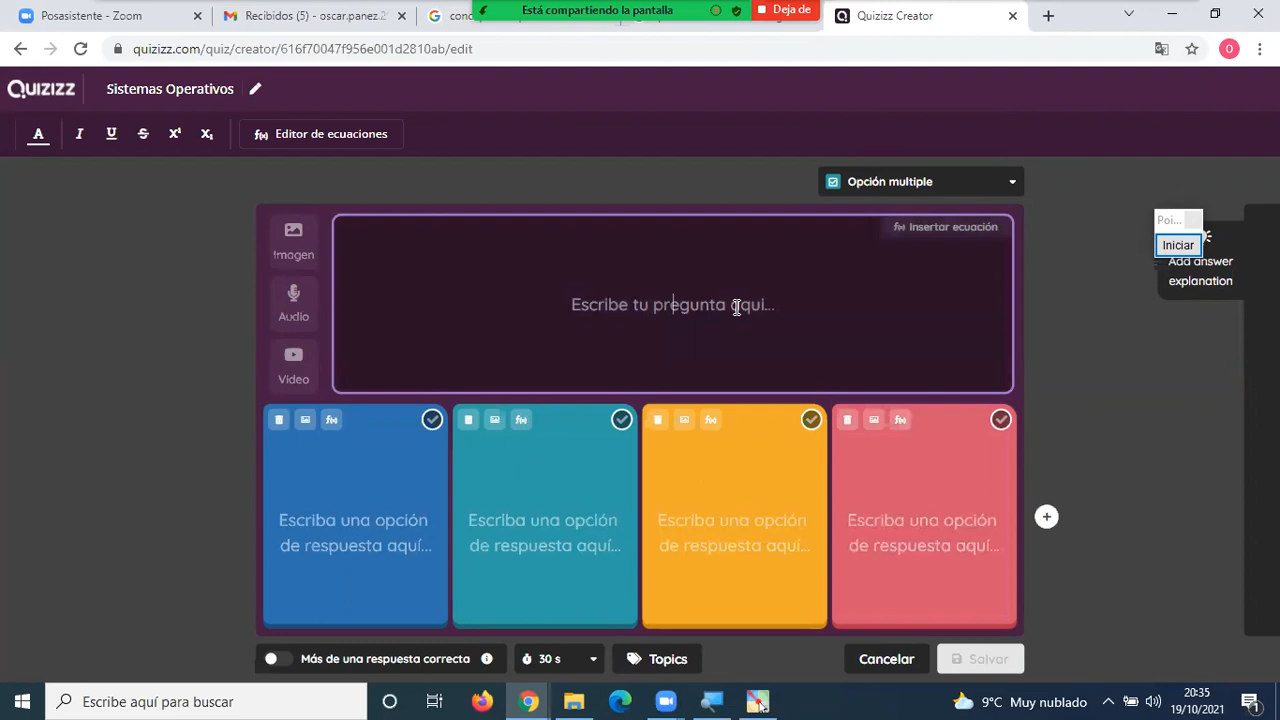 Posasistente - Zoom
Recibidos (2) - oscar.panez.2
Está compartiendo la pantalla
Deja de
Quizizz Creator
quizizz.com/quiz/creator/616f70047f956e001d2810ab/edit
O
QUIZIZZ
Sistemas Operativos
A I U S X² X₁
f(x) Editor de ecuaciones
Opción multiple
Imagen
Audio
Video
f(x) Insertar ecuación
Escribe tu pregunta aquí...
Poi...
Iniciar
Add answer
explanation
Escriba una opción
de respuesta aquí...
Escriba una opción
de respuesta aquí...
Escriba una opción
de respuesta aquí...
Escriba una opción
de respuesta aquí...
Más de una respuesta correcta
30 s
Topics
Cancelar
Salvar
Escribe aquí para buscar
9°C Muy nublado
20:35
19/10/2021